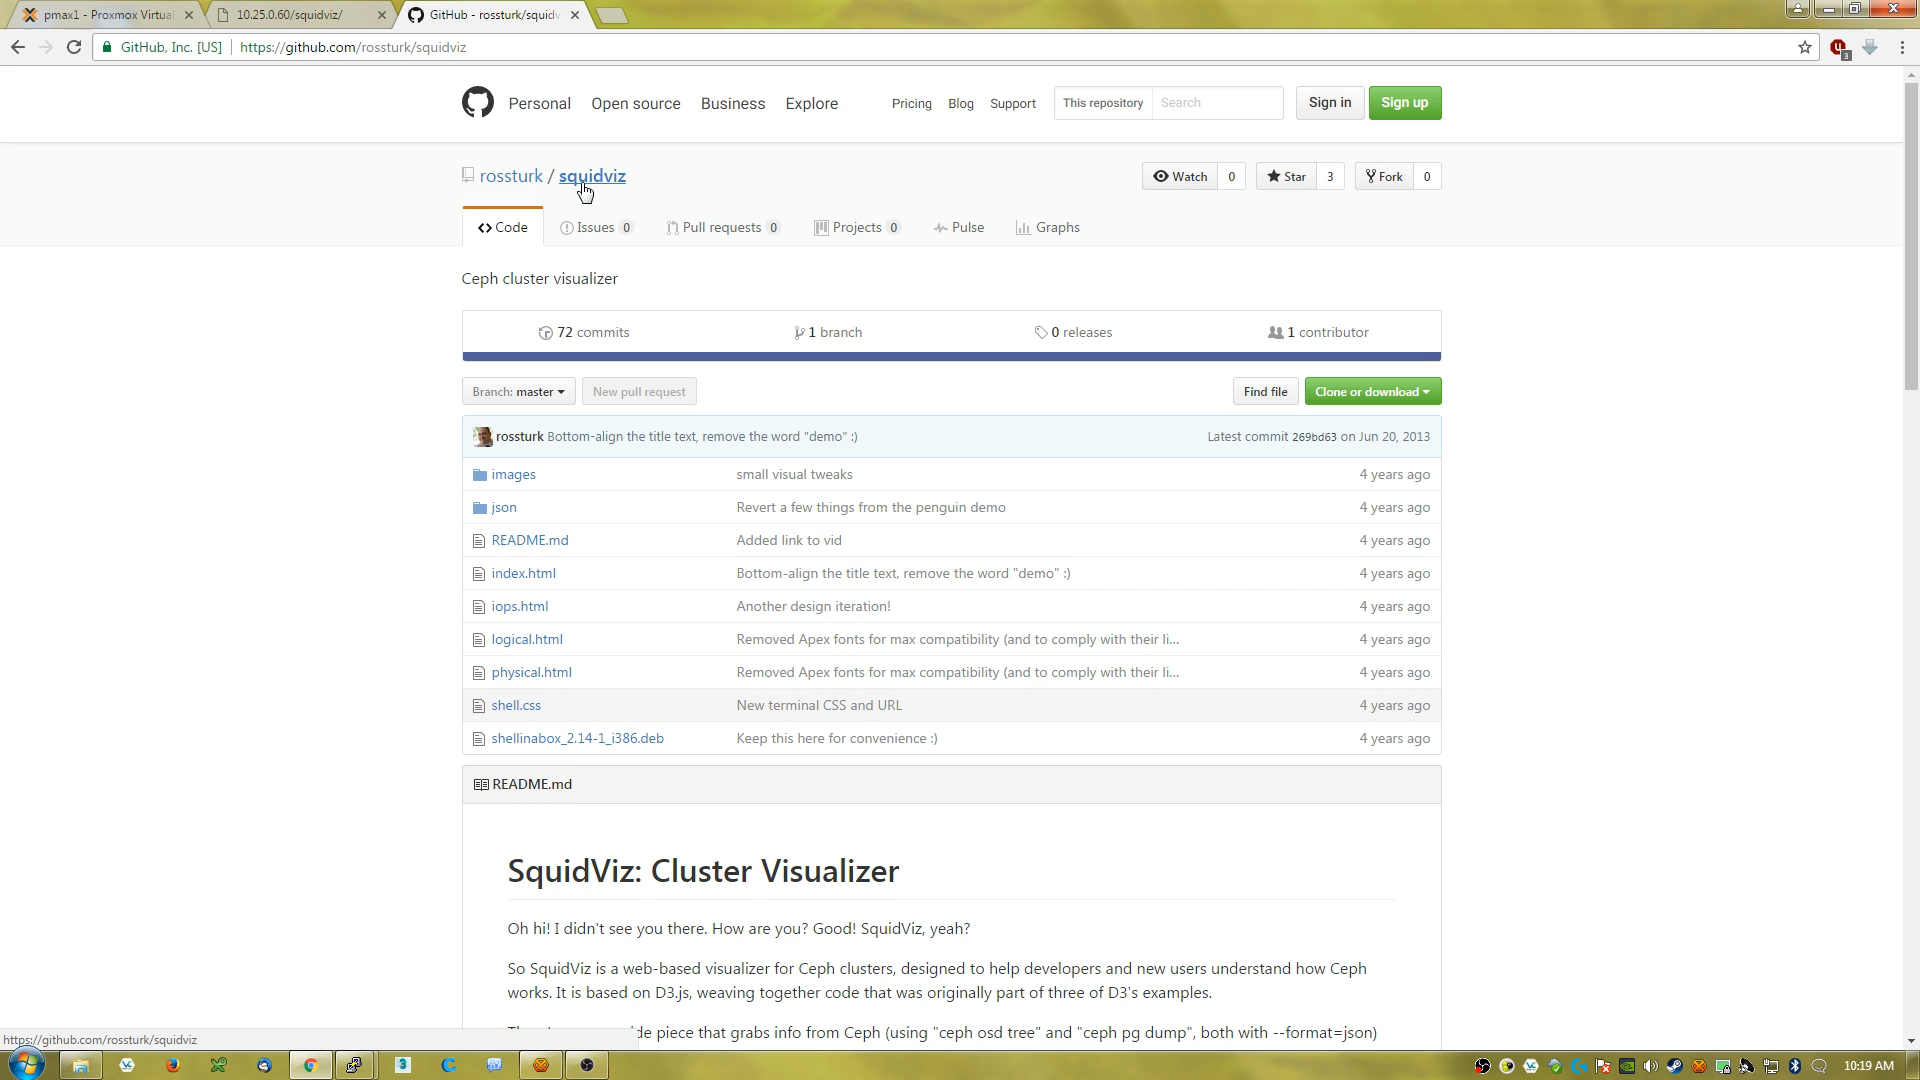 pmax1 - Proxmox Virtual
10.25.0.60/squidviz/
GitHub - rossturk/squidv
GitHub, Inc. [US]
https://github.com/rossturk/squidviz
3
Personal
Open source
Business
Explore
Pricing
Blog
Support
This repository
Search
Sign in
Sign up
rossturk / squidviz
Watch 0
Star 3
Fork 0
Code
Issues 0
Pull requests 0
Projects 0
Pulse
Graphs
Ceph cluster visualizer
72 commits
1 branch
0 releases
1 contributor
Branch: master
New pull request
Find file
Clone or download
rossturk Bottom-align the title text, remove the word "demo" :)
Latest commit 269bd63 on Jun 20, 2013
images
small visual tweaks
4 years ago
json
Revert a few things from the penguin demo
4 years ago
README.md
Added link to vid
4 years ago
index.html
Bottom-align the title text, remove the word "demo" :)
4 years ago
iops.html
Another design iteration!
4 years ago
logical.html
Removed Apex fonts for max compatibility (and to comply with their li...
4 years ago
physical.html
Removed Apex fonts for max compatibility (and to comply with their li...
4 years ago
shell.css
New terminal CSS and URL
4 years ago
shellinabox_2.14-1_i386.deb
Keep this here for convenience :)
4 years ago
README.md
SquidViz: Cluster Visualizer
Oh hi! I didn't see you there. How are you? Good! SquidViz, yeah?
So SquidViz is a web-based visualizer for Ceph clusters, designed to help developers and new users understand how Ceph
works. It is based on D3.js, weaving together code that was originally part of three of D3's examples.
piece that grabs info from Ceph (using "ceph osd tree" and "ceph pg dump", both with --format=json)
https://github.com/rossturk/squidviz
10:19 AM